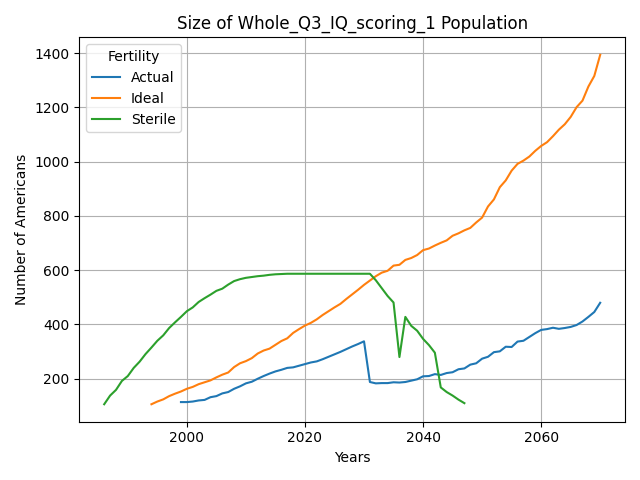 Size of Whole_Q3_IQ_scoring_1 Population
Fertility
Actual
Ideal
Sterile
Number of Americans
1400
1200
1000
800
600
400
200
2000
2020
2040
2060
Years